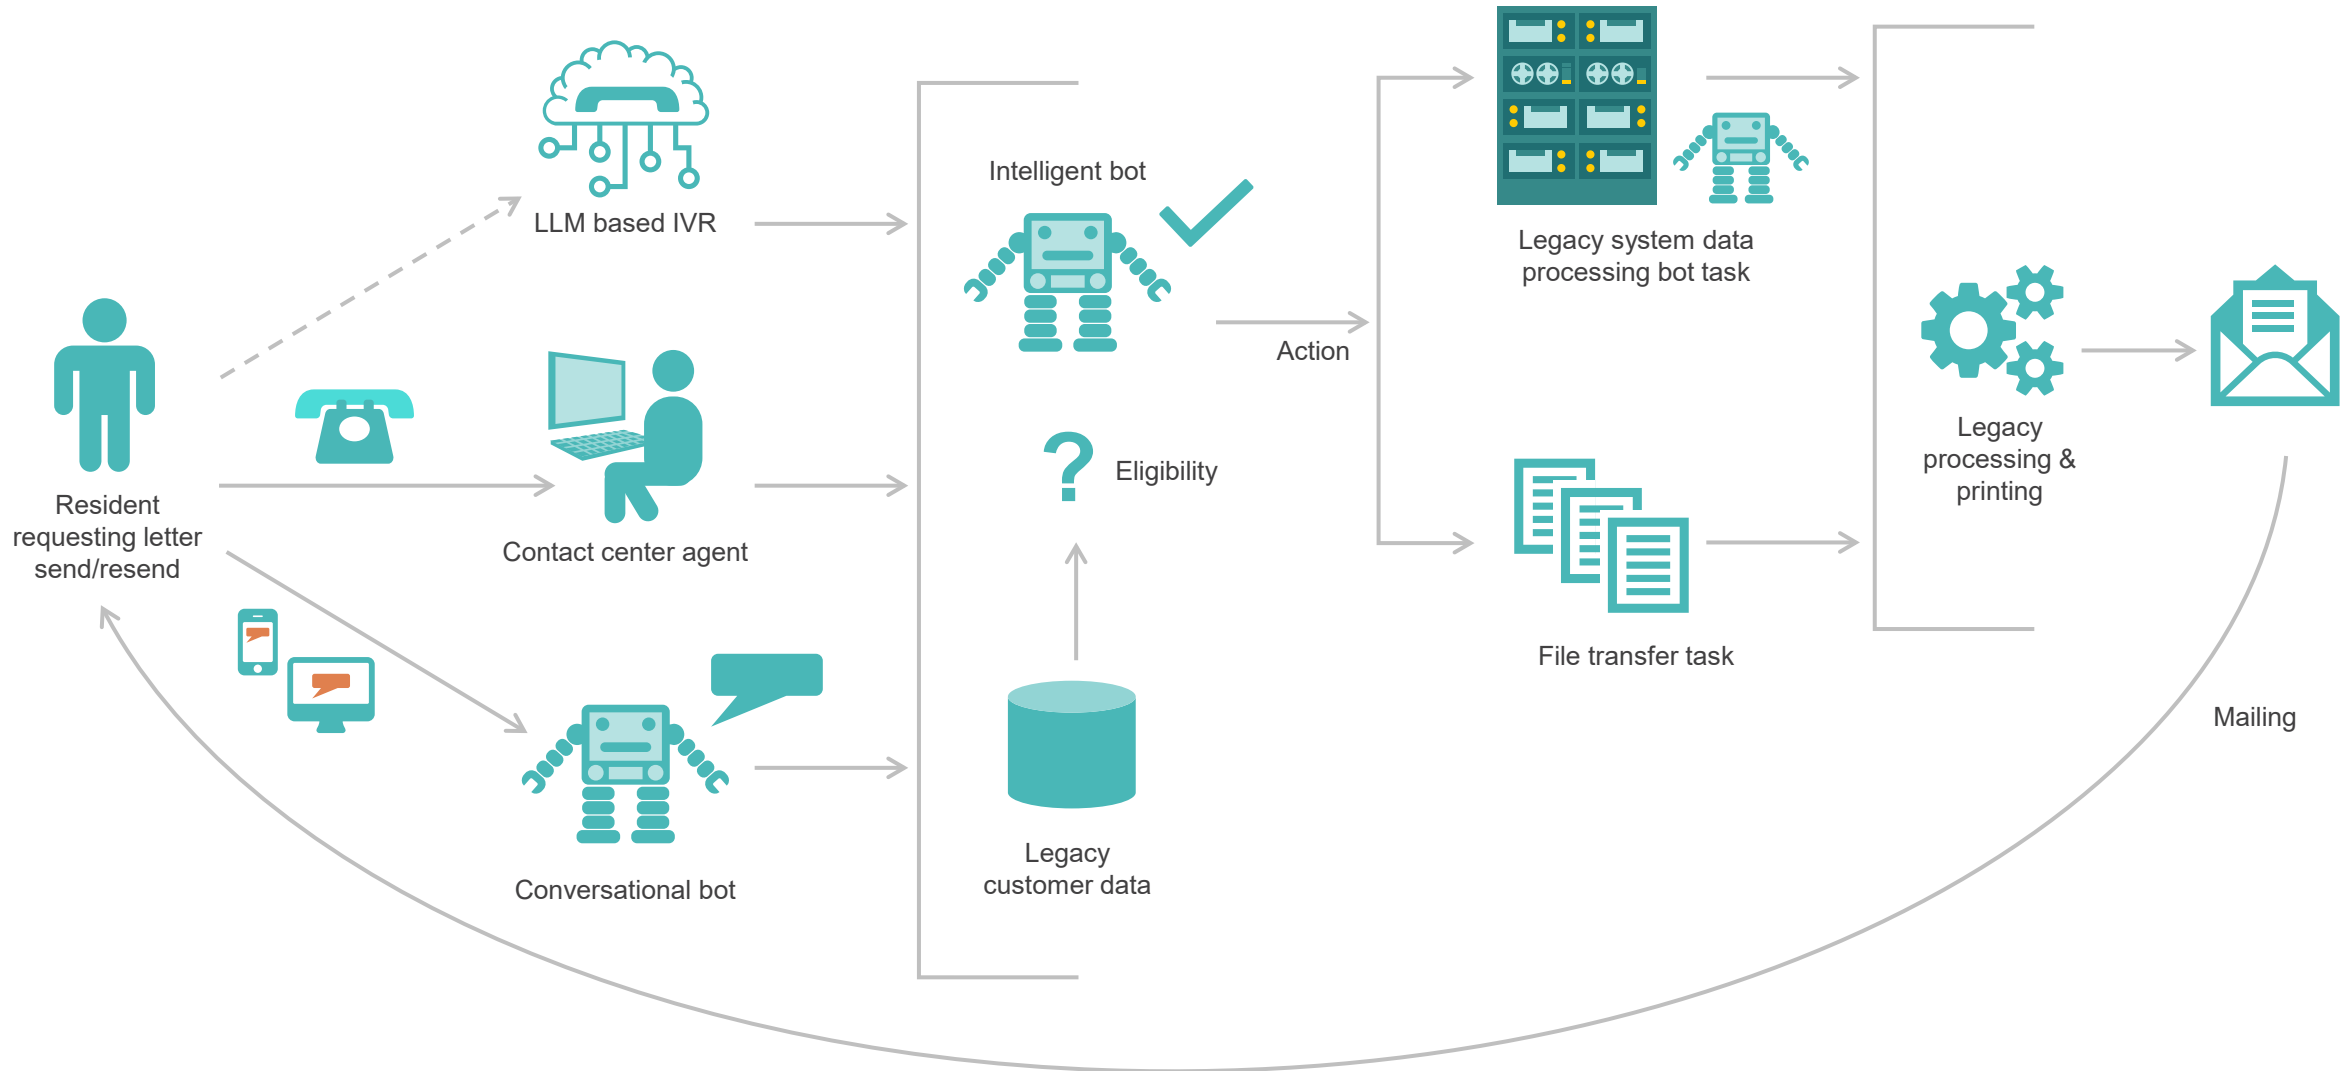 LLM based IVR
Resident
requesting letter
send/resend
Contact center agent
Conversational bot
Intelligent bot
Eligibility
Legacy
customer data
Action
Legacy system data
processing bot task
File transfer task
Legacy
processing &
printing
Mailing